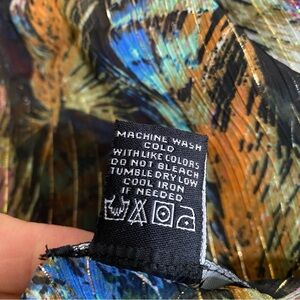 MACHINE WASH
COLD
WITH LIKE COLORS
DO NOT BLEACH
TUMBLE DRY LOW
COOL IRON
IF NEEDED